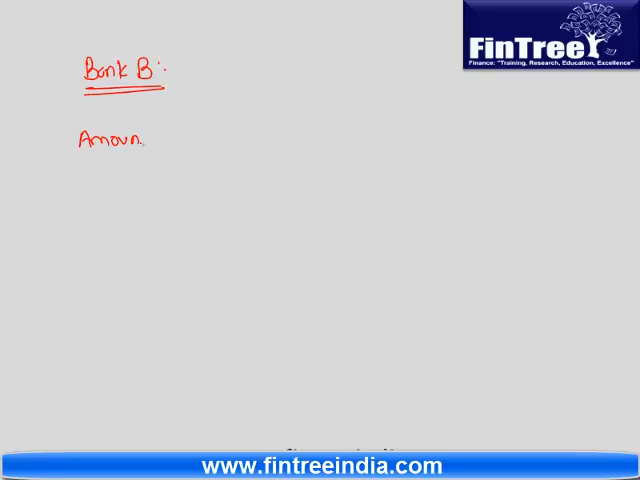 FinTree
Finance: "Training, Research, Education, Excellence"
Bank B:
Amoun
www.fintreeindia.com